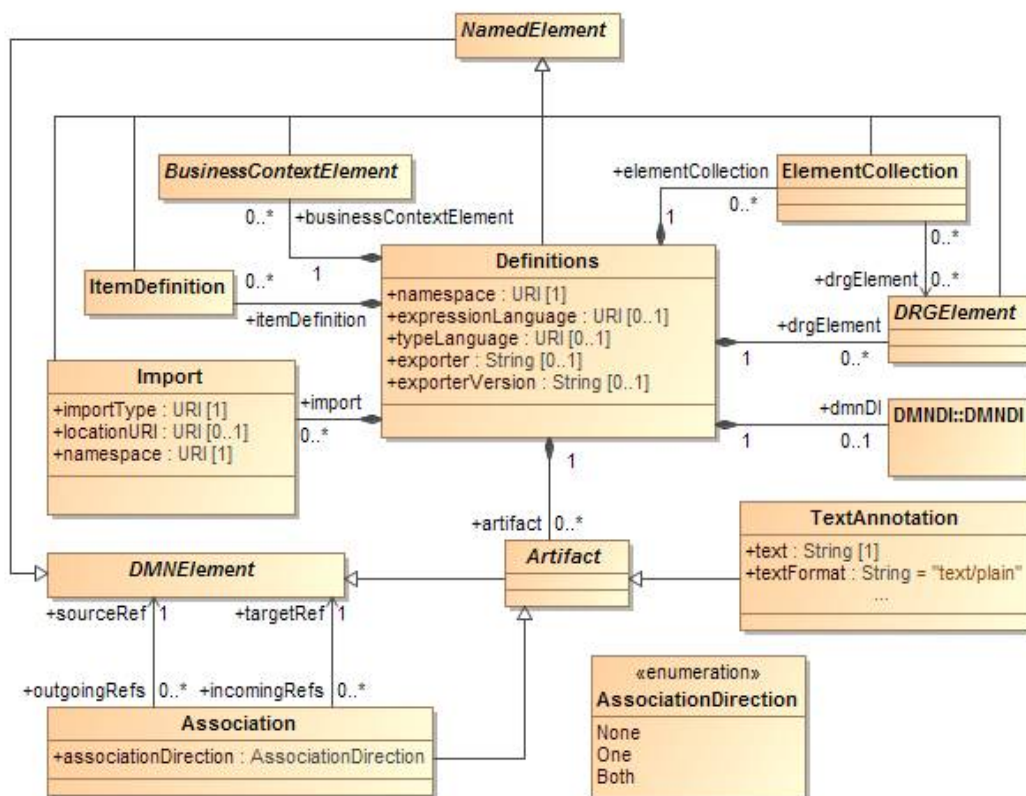 NamedElement
BusinessContextElement
0..*
+businessContextElement
1
+elementCollection
0..*
1
ElementCollection
0..*
+drgElement
0..*
ItemDefinition
0..*
+itemDefinition
Definitions
+namespace : URI [1]
+expressionLanguage : URI [0..1]
+typeLanguage : URI [0..1]
+exporter : String [0..1]
+exporterVersion : String [0..1]
+drgElement
1
0..*
DRGElement
Import
+importType : URI [1]
+locationURI : URI [0..1]
+namespace : URI [1]
+import
0..*
+dmnDI
1
0..1
DMNDI::DMNDI
1
+artifact
0..*
TextAnnotation
+text : String [1]
+textFormat : String = "text/plain"
...
DMNElement
Artifact
+sourceRef
1
+targetRef
1
+outgoingRefs
0..*
+incomingRefs
0..*
Association
+associationDirection : AssociationDirection
«enumeration»
AssociationDirection
None
One
Both